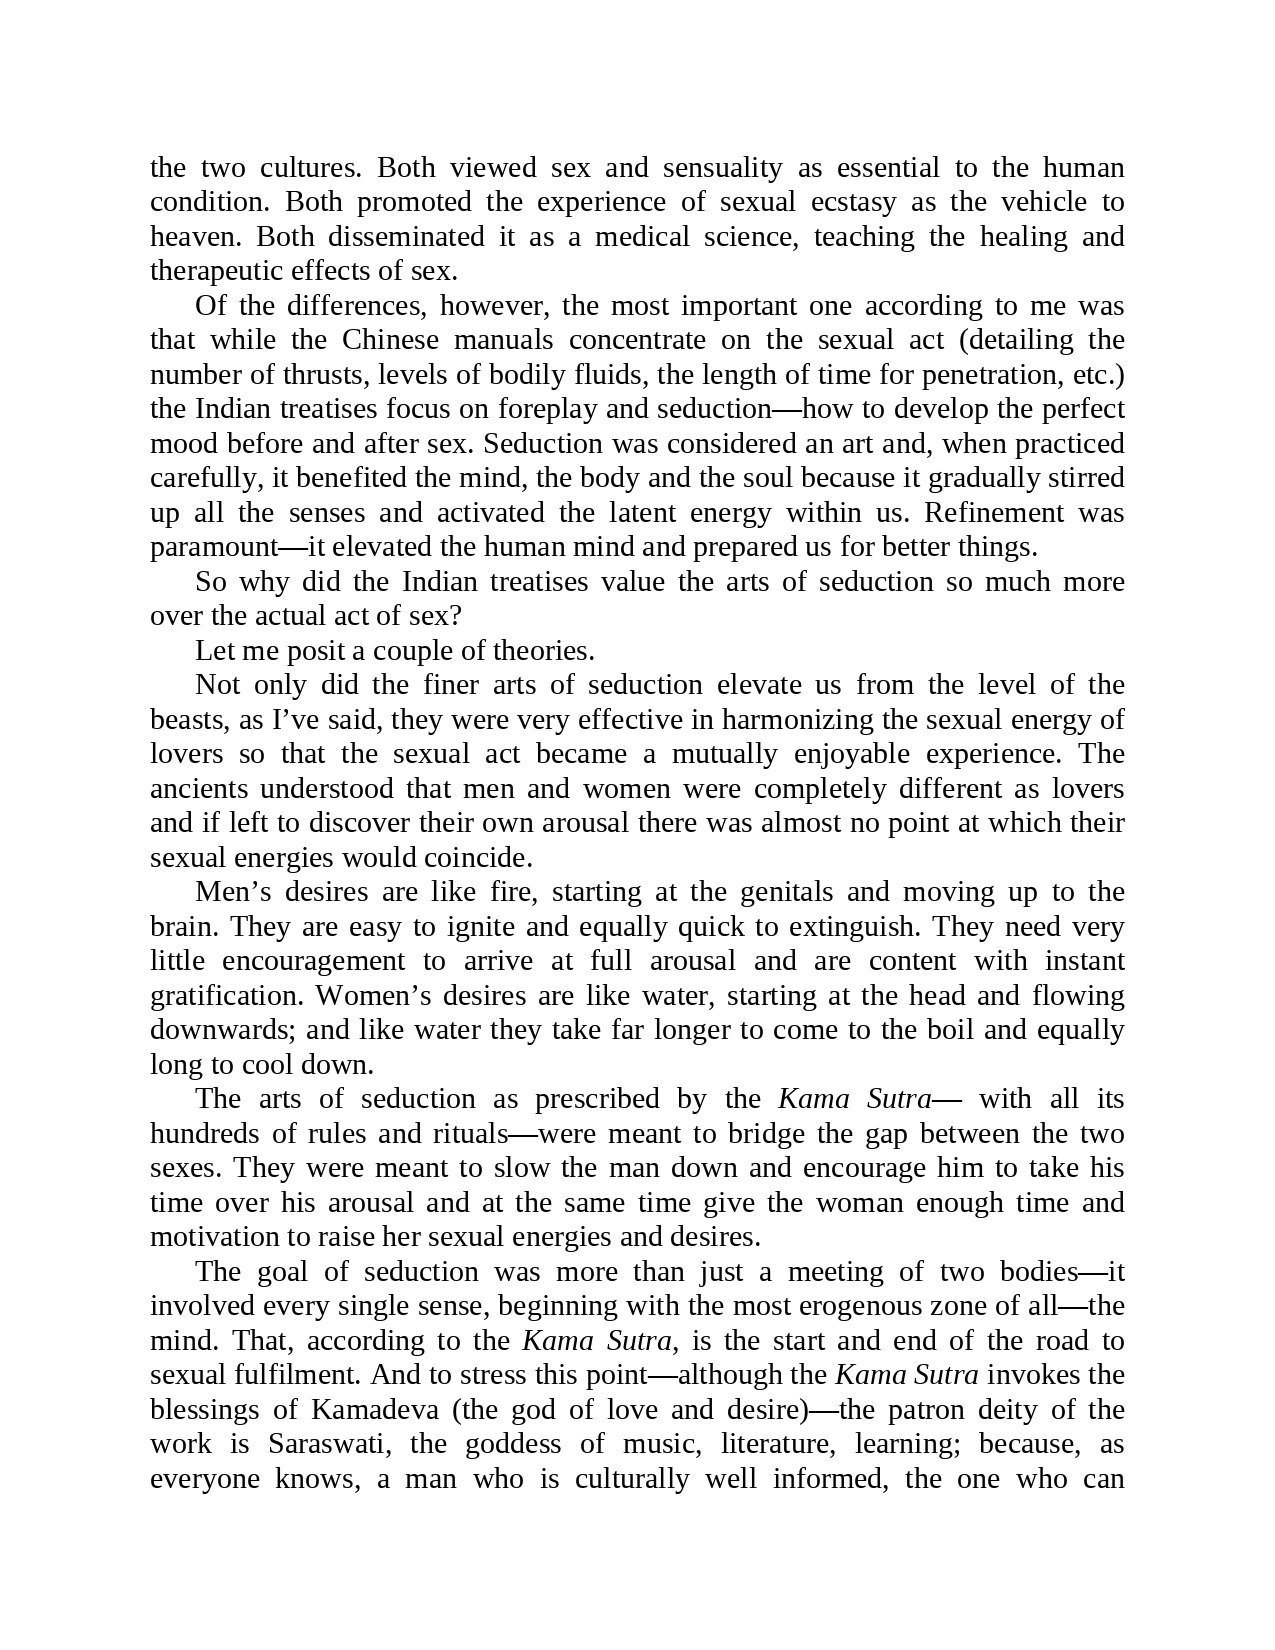 the two cultures. Both viewed sex and sensuality as essential to the human
condition. Both promoted the experience of sexual ecstasy as the vehicle to
heaven. Both disseminated it as a medical science, teaching the healing and
therapeutic effects of sex.
Of the differences, however, the most important one according to me was
that while the Chinese manuals concentrate on the sexual act (detailing the
number of thrusts, levels of bodily fluids, the length of time for penetration, etc.)
the Indian treatises focus on foreplay and seduction—how to develop the perfect
mood before and after sex. Seduction was considered an art and, when practiced
carefully, it benefited the mind, the body and the soul because it gradually stirred
up all the senses and activated the latent energy within us. Refinement was
paramount—it elevated the human mind and prepared us for better things.
So why did the Indian treatises value the arts of seduction so much more
over the actual act of sex?
Let me posit a couple of theories.
Not only did the finer arts of seduction elevate us from the level of the
beasts, as I’ve said, they were very effective in harmonizing the sexual energy of
lovers so that the sexual act became a mutually enjoyable experience. The
ancients understood that men and women were completely different as lovers
and if left to discover their own arousal there was almost no point at which their
sexual energies would coincide.
Men’s desires are like fire, starting at the genitals and moving up to the
brain. They are easy to ignite and equally quick to extinguish. They need very
little encouragement to arrive at full arousal and are content with instant
gratification. Women’s desires are like water, starting at the head and flowing
downwards; and like water they take far longer to come to the boil and equally
long to cool down.
The arts of seduction as prescribed by the Kama Sutra— with all its
hundreds of rules and rituals—were meant to bridge the gap between the two
sexes. They were meant to slow the man down and encourage him to take his
time over his arousal and at the same time give the woman enough time and
motivation to raise her sexual energies and desires.
The goal of seduction was more than just a meeting of two bodies—it
involved every single sense, beginning with the most erogenous zone of all—the
mind. That, according to the Kama Sutra, is the start and end of the road to
sexual fulfilment. And to stress this point—although the Kama Sutra invokes the
blessings of Kamadeva (the god of love and desire)—the patron deity of the
work is Saraswati, the goddess of music, literature, learning; because, as
everyone knows, a man who is culturally well informed, the one who can